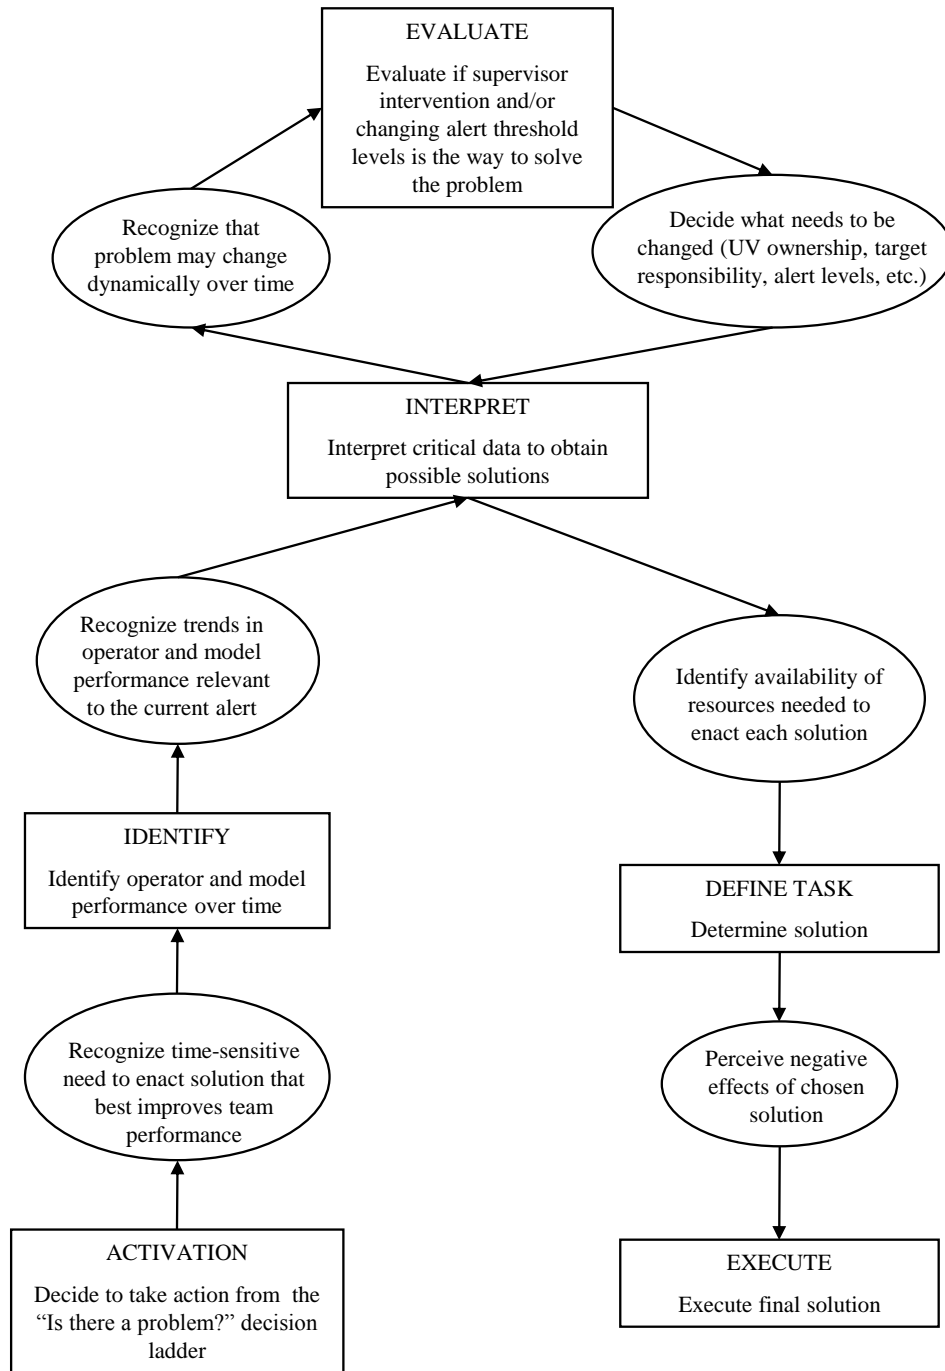 EVALUATE
Evaluate if supervisor
intervention and/or
changing alert threshold
levels is the way to solve
the problem
Recognize that
problem may change
dynamically over time
Decide what needs to be
changed (UV ownership, target
responsibility, alert levels, etc.)
INTERPRET
Interpret critical data to obtain
possible solutions
Recognize trends in
operator and model
performance relevant
to the current alert
Identify availability of
resources needed to
enact each solution
IDENTIFY
Identify operator and model
performance over time
DEFINE TASK
Determine solution
Recognize time-sensitive
need to enact solution that
best improves team
performance
Perceive negative
effects of chosen
solution
ACTIVATION
Decide to take action from  the
“Is there a problem?” decision
ladder
EXECUTE
Execute final solution